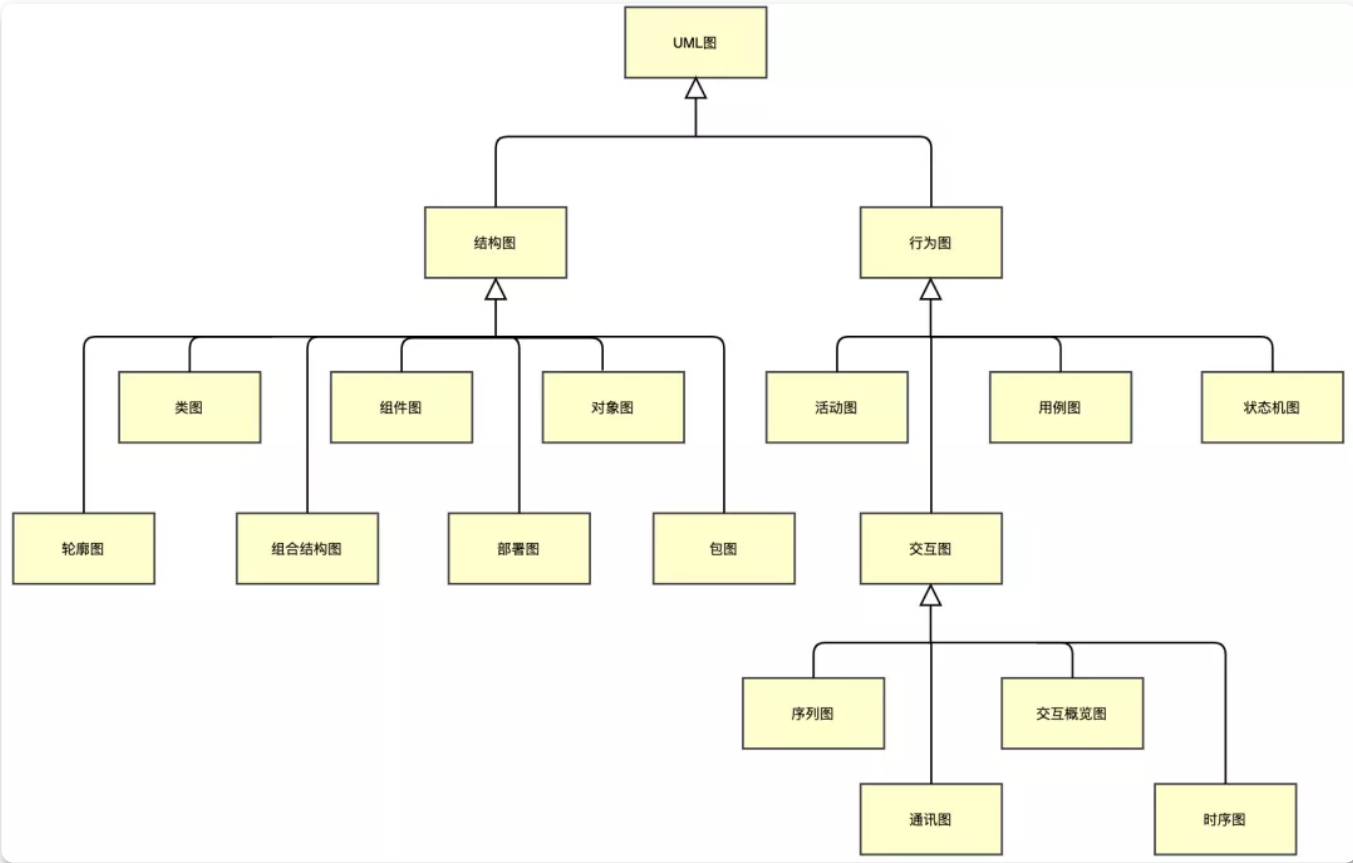 UML图
结构图
行为图
类图
组件图
对象图
活动图
用例图
状态机图
轮廓图
组合结构图
部署图
包图
交互图
序列图
交互概览图
通讯图
时序图